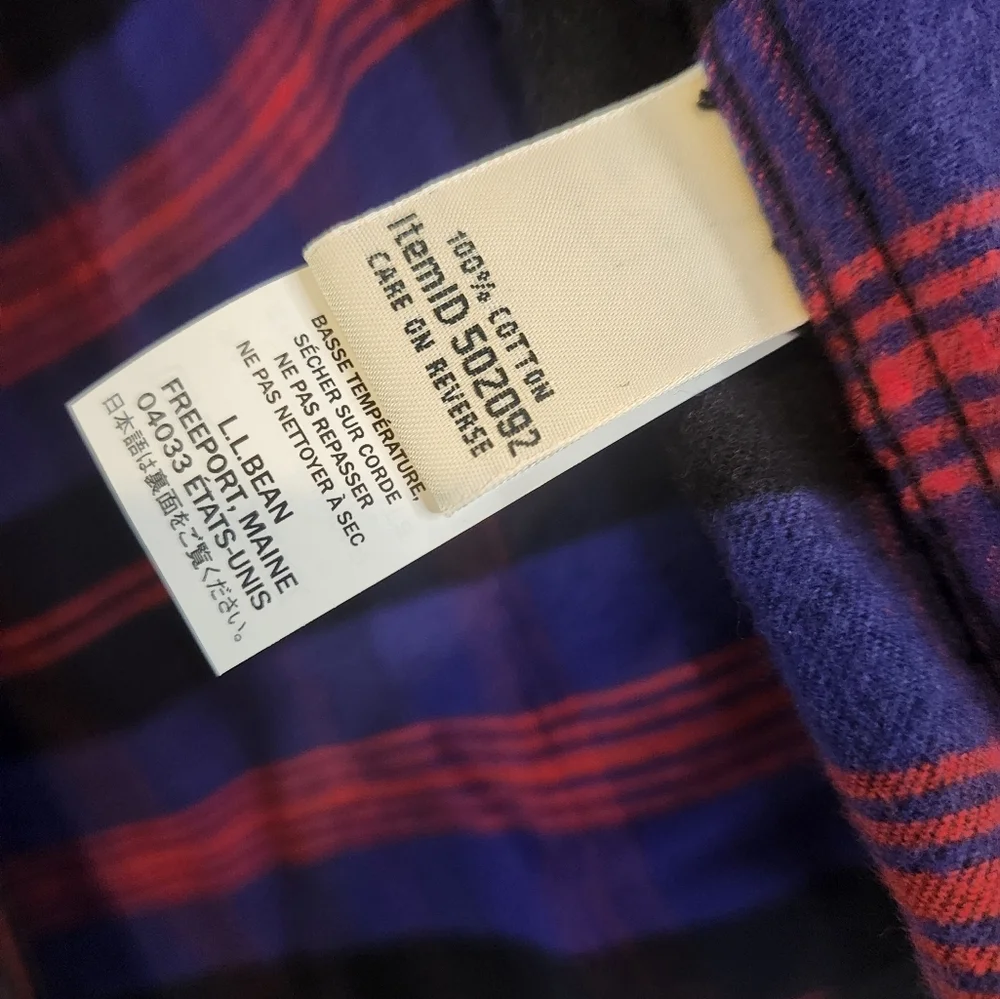 100% COTTON
ItemID 502092
CARE ON REVERSE
BASSE TEMPÉRATURE,
SÉCHER SUR CORDE
NE PAS REPASSER
NE PAS NETTOYER À SEC
L.L.BEAN
FREEPORT, MAINE
04033 ÉTATS-UNIS
日本語は裏面をご覧ください。